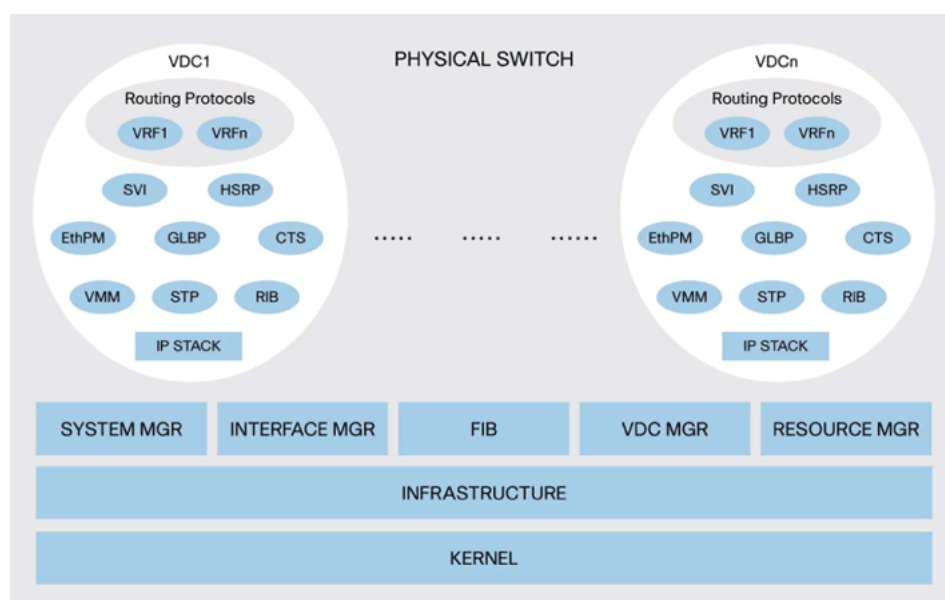 PHYSICAL SWITCH
VDC1
Routing Protocols
VRF1 VRFn
SVI HSRP
EthPM GLBP CTS
VMM STP RIB
IP STACK
..... ..... ......
VDCn
Routing Protocols
VRF1 VRFn
SVI HSRP
EthPM GLBP CTS
VMM STP RIB
IP STACK
SYSTEM MGR INTERFACE MGR FIB VDC MGR RESOURCE MGR
INFRASTRUCTURE
KERNEL